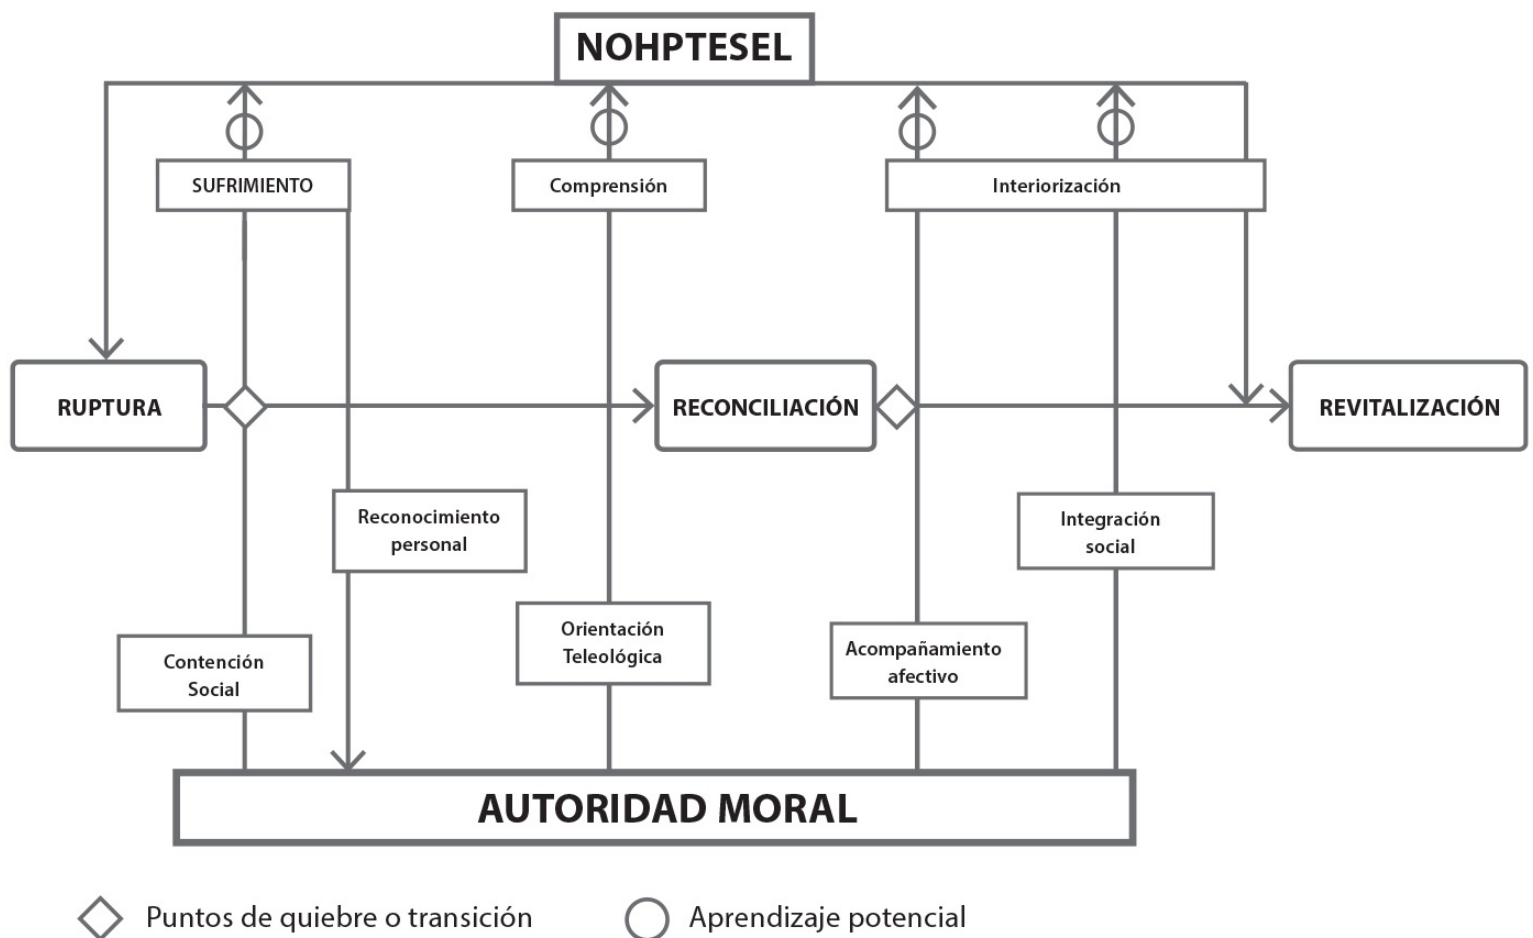 NOHPTESEL
SUFRIMIENTO
Comprensión
Interiorización
RUPTURA
RECONCILIACIÓN
REVITALIZACIÓN
Reconocimiento
personal
Integración
social
Orientación
Teleológica
Acompañamiento
afectivo
Contención
Social
AUTORIDAD MORAL
Puntos de quiebre o transición
Aprendizaje potencial